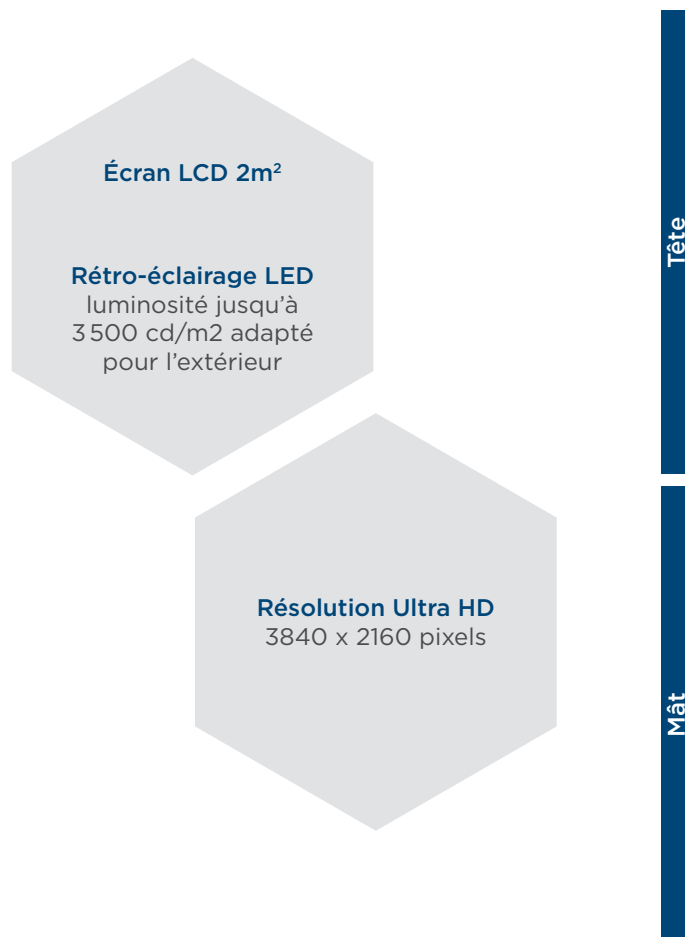 Écran LCD 2m²
Rétro-éclairage LED
luminosité jusqu’à
3 500 cd/m2 adapté
pour l’extérieur
Résolution Ultra HD
3840 x 2160 pixels
Tête
Mât